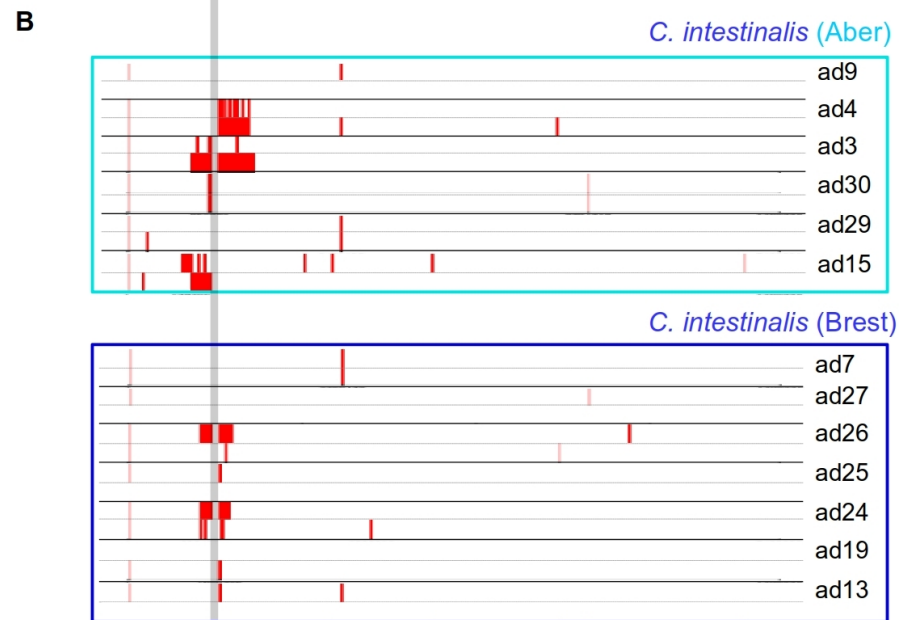 B
C. intestinalis (Aber)
ad9
ad4
ad3
ad30
ad29
ad15
C. intestinalis (Brest)
ad7
ad27
ad26
ad25
ad24
ad19
ad13